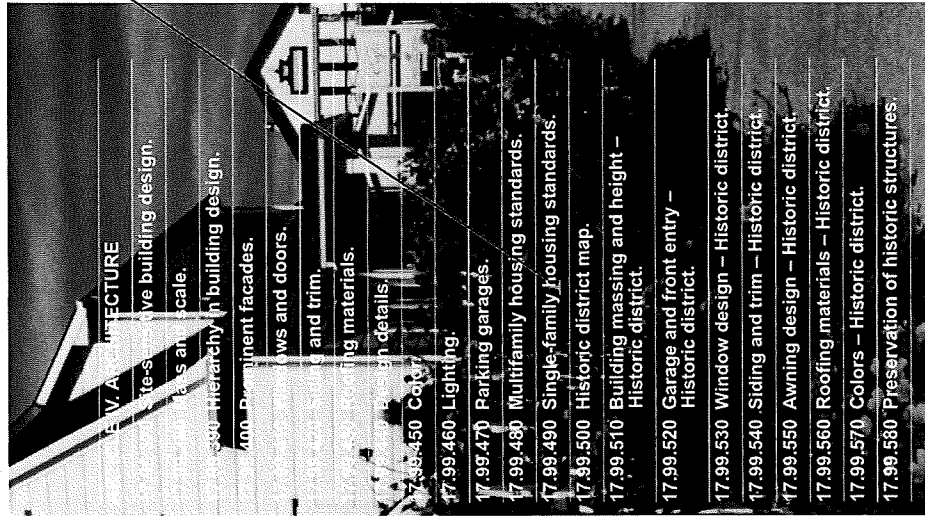 IV. ARCHITECTURE
building design.
scale.
Hierarchy in building design.
Prominent facades.
and doors.
and trim.
materials.
details.
17.99.450 Color.
17.99.460 Lighting.
17.99.470 Parking garages.
17.99.480 Multifamily housing standards.
17.99.490 Single-family housing standards.
17.99.500 Historic district map.
17.99.510 Building massing and height –
Historic district.
17.99.520 Garage and front entry –
Historic district.
17.99.530 Window design – Historic district.
17.99.540 Siding and trim – Historic district.
17.99.550 Awning design – Historic district.
17.99.560 Roofing materials – Historic district.
17.99.570 Colors – Historic district.
17.99.580 Preservation of historic structures.